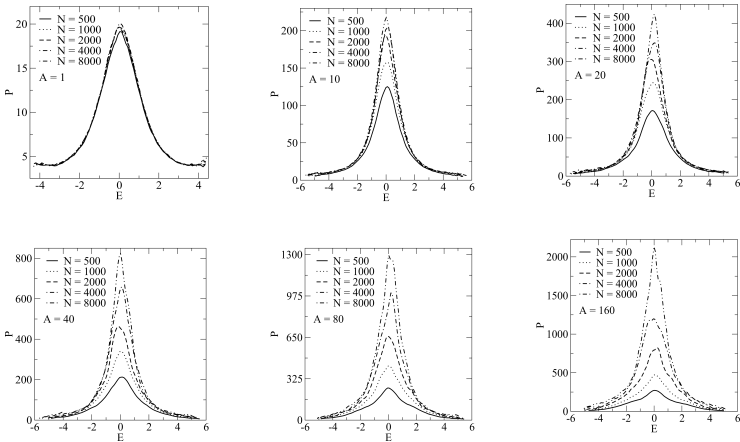 20
15
10
5
P
N = 500
N = 1000
N = 2000
N = 4000
N = 8000
A = 1
-4 -2 0 2 4
E
200
150
100
50
0
P
N = 500
N = 1000
N = 2000
N = 4000
N = 8000
A = 10
-6 -4 -2 0 2 4 6
E
400
300
200
100
0
P
N = 500
N = 1000
N = 2000
N = 4000
N = 8000
A = 20
-6 -4 -2 0 2 4 6
E
800
600
400
200
0
P
N = 500
N = 1000
N = 2000
N = 4000
N = 8000
A = 40
-6 -4 -2 0 2 4 6
E
1300
975
650
325
0
P
N = 500
N = 1000
N = 2000
N = 4000
N = 8000
A = 80
-6 -4 -2 0 2 4 6
E
2000
1500
1000
500
0
P
N = 500
N = 1000
N = 2000
N = 4000
N = 8000
A = 160
-6 -4 -2 0 2 4 6
E